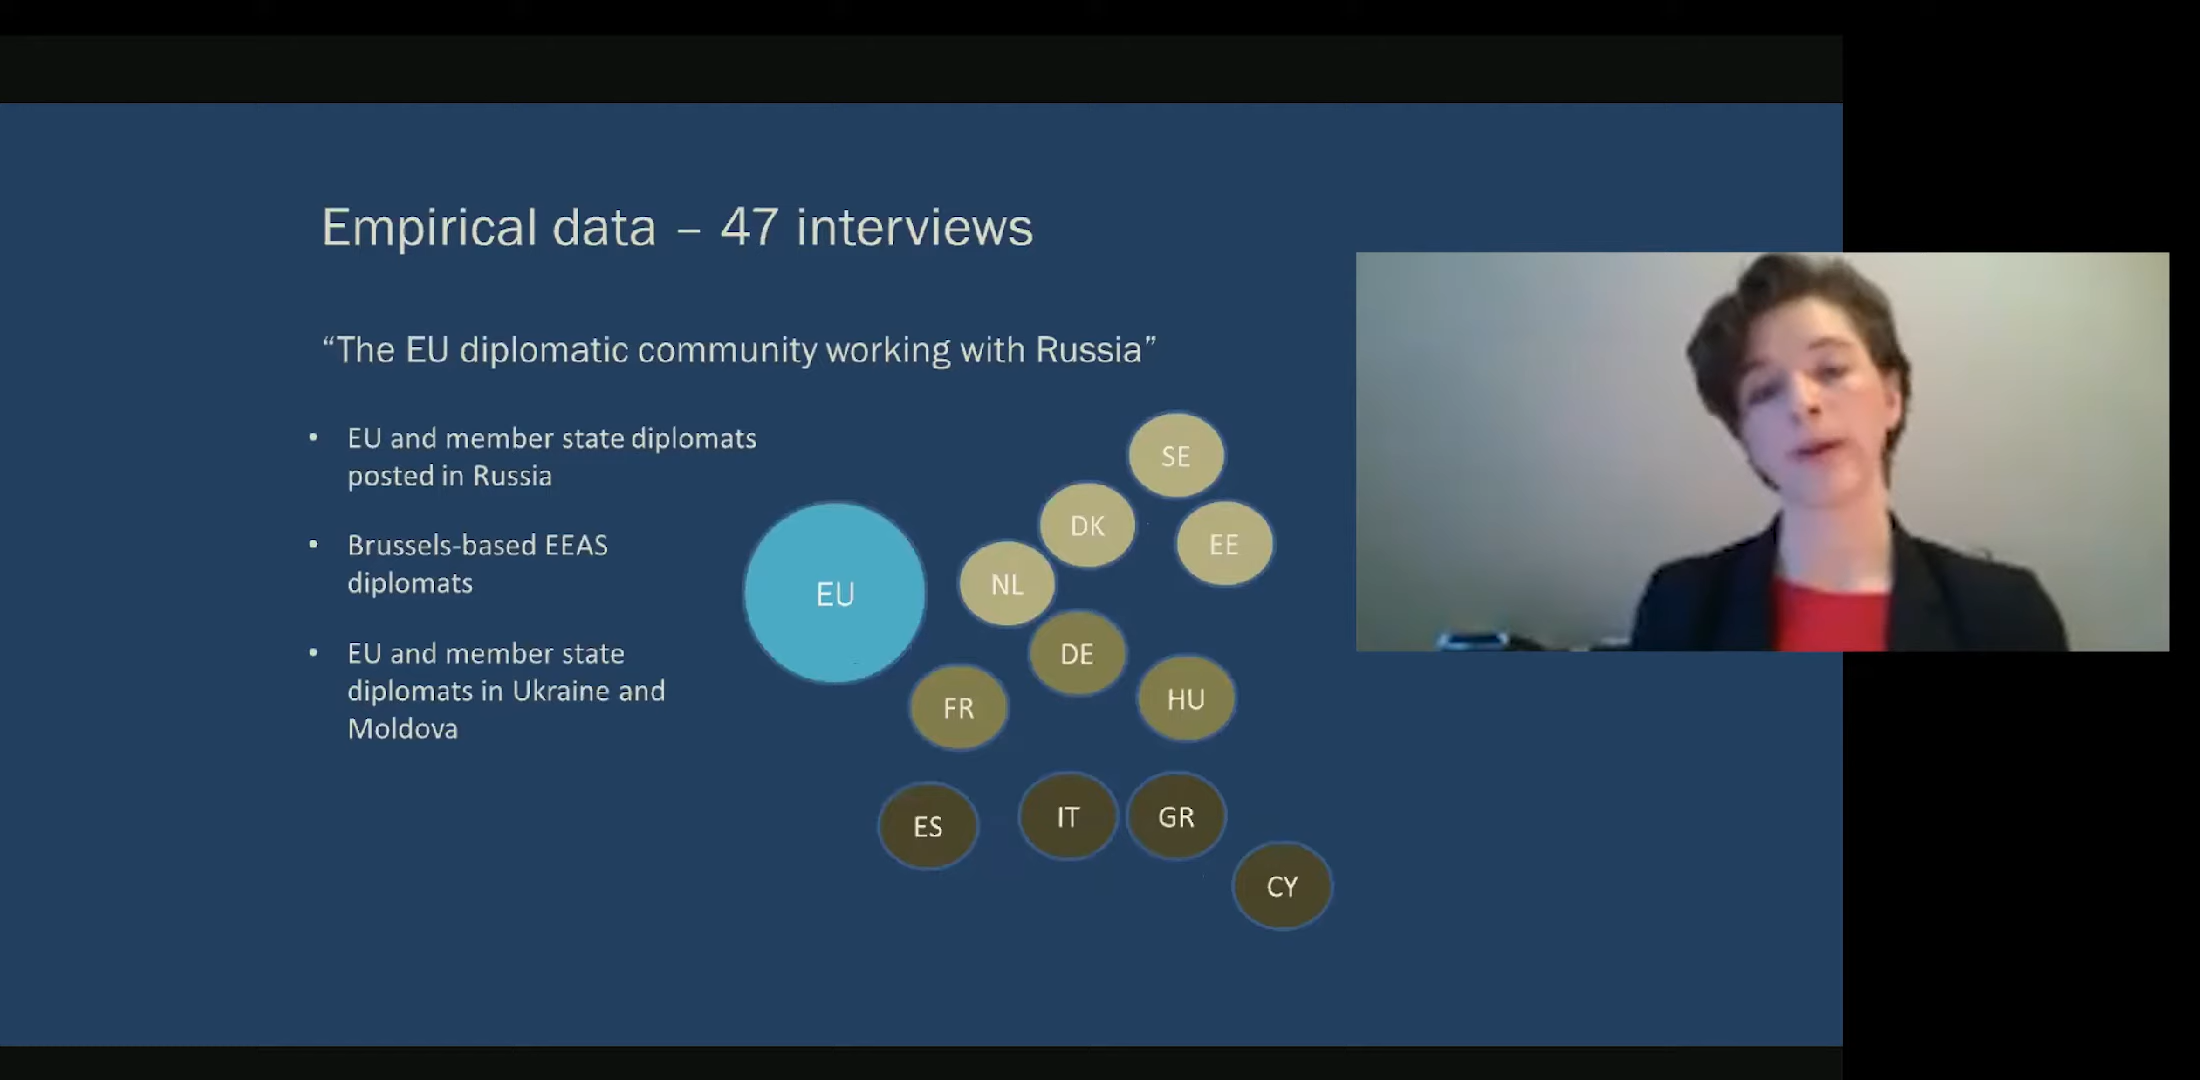 Empirical data – 47 interviews
“The EU diplomatic community working with Russia”
• EU and member state diplomats
posted in Russia
• Brussels-based EEAS
diplomats
• EU and member state
diplomats in Ukraine and
Moldova
SE
DK
EE
NL
EU
DE
HU
FR
IT
GR
ES
CY